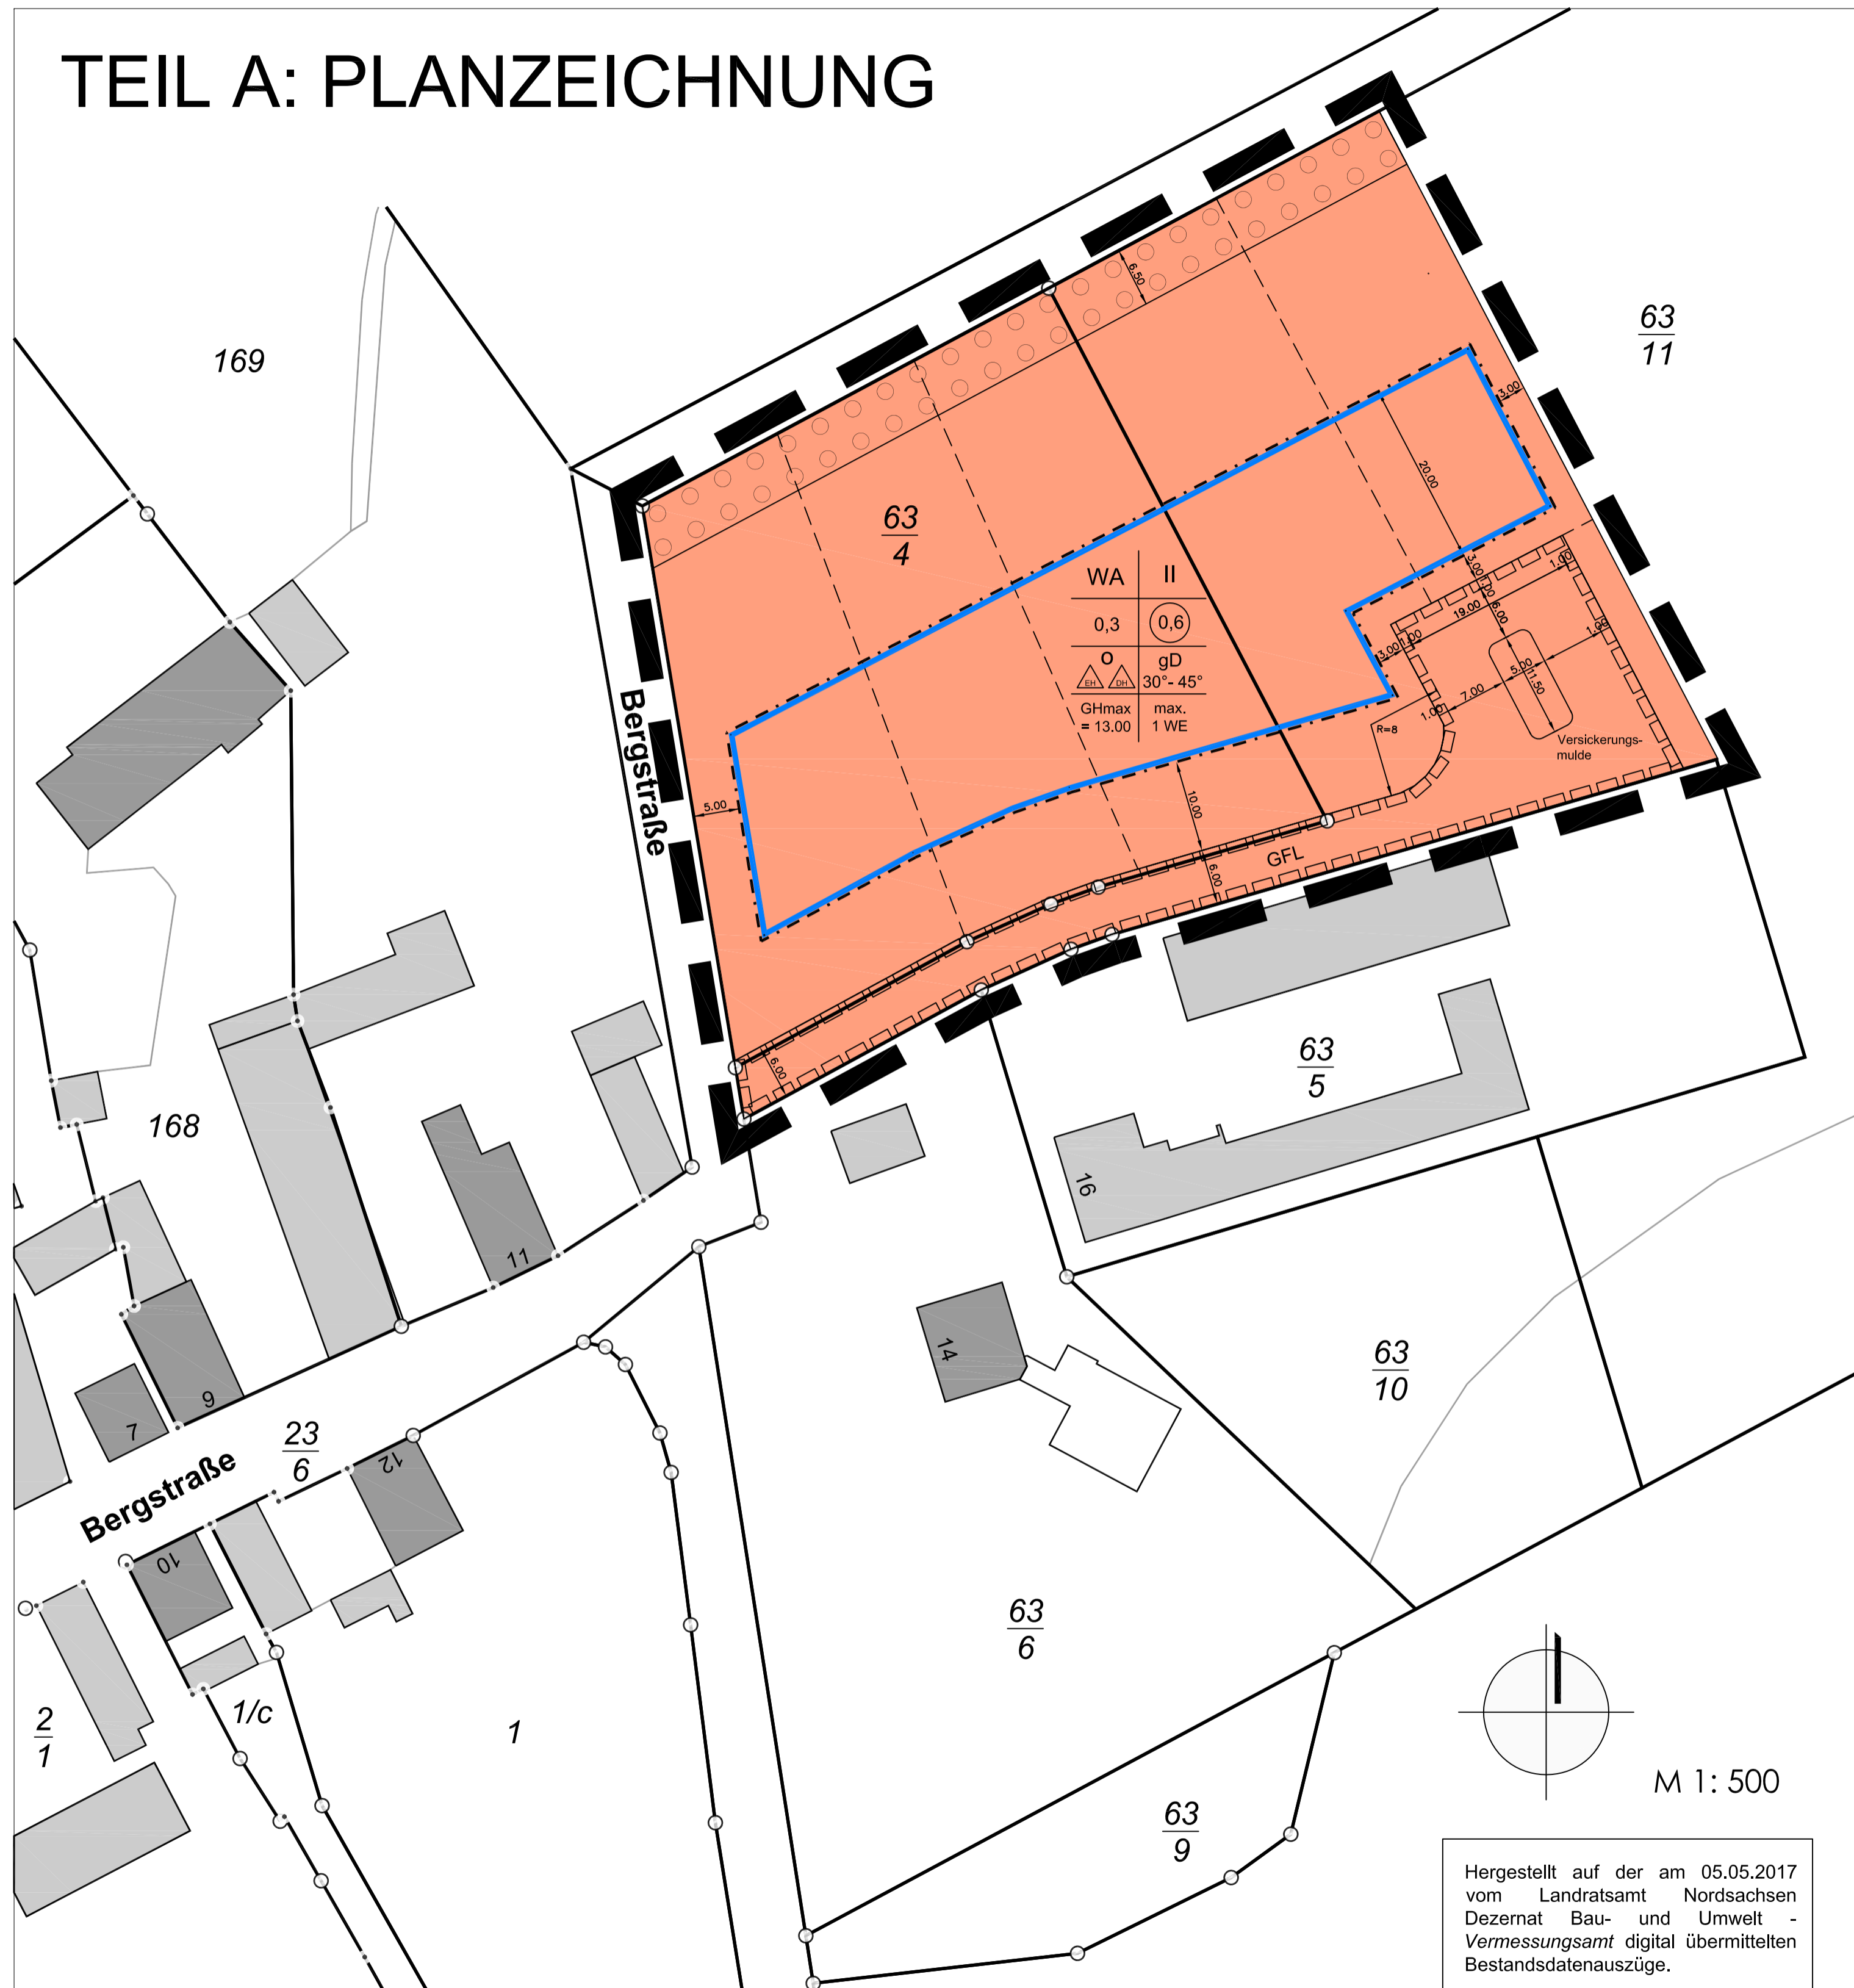 TEIL A: PLANZEICHNUNG
169
63
11
6.50
3.00
63
4
20.00
WA
II
0,3
0,6
o
EH
DH
gD
30°- 45°
GHmax
= 13.00
max.
1 WE
3.00
1.00
6.00
1.00
19.00
1.00
3.00
1.00
5.00
11.50
7.00
1.00
R=8
Versickerungs-
mulde
Bergstraße
5.00
10.00
GFL
6.00
6.00
63
5
168
16
11
14
63
10
9
7
23
6
12
Bergstraße
10
63
6
1/c
2
1
1
63
9
M 1: 500
Hergestellt auf der am 05.05.2017
vom Landratsamt Nordsachsen
Dezernat Bau- und Umwelt -
Vermessungsamt digital übermittelten
Bestandsdatenauszüge.